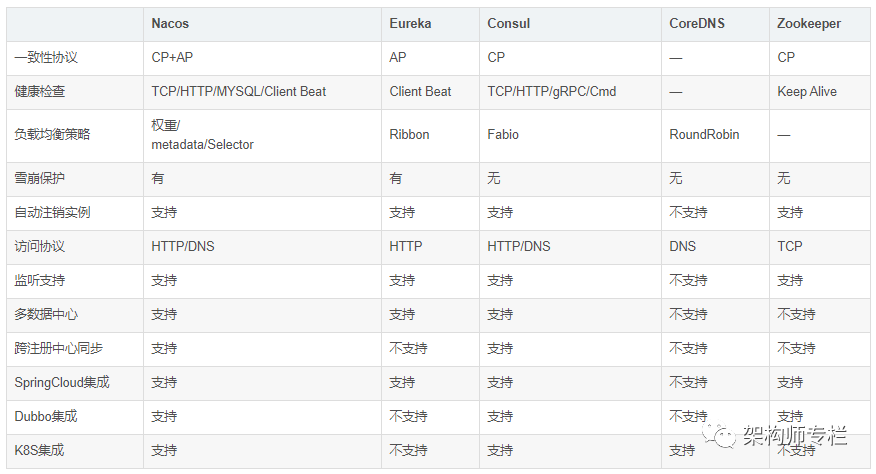 Nacos Eureka Consul CoreDNS Zookeeper
一致性协议 CP+AP AP CP — CP
健康检查 TCP/HTTP/MYSQL/Client Beat Client Beat TCP/HTTP/gRPC/Cmd — Keep Alive
负载均衡策略 权重/
metadata/Selector Ribbon Fabio RoundRobin —
雪崩保护 有 有 无 无 无
自动注销实例 支持 支持 支持 不支持 支持
访问协议 HTTP/DNS HTTP HTTP/DNS DNS TCP
监听支持 支持 支持 支持 不支持 支持
多数据中心 支持 支持 支持 不支持 不支持
跨注册中心同步 支持 不支持 支持 不支持 不支持
SpringCloud集成 支持 支持 支持 不支持 支持
Dubbo集成 支持 不支持 支持 不支持 支持
K8S集成 支持 不支持 支持 支持 不支持
架构师专栏